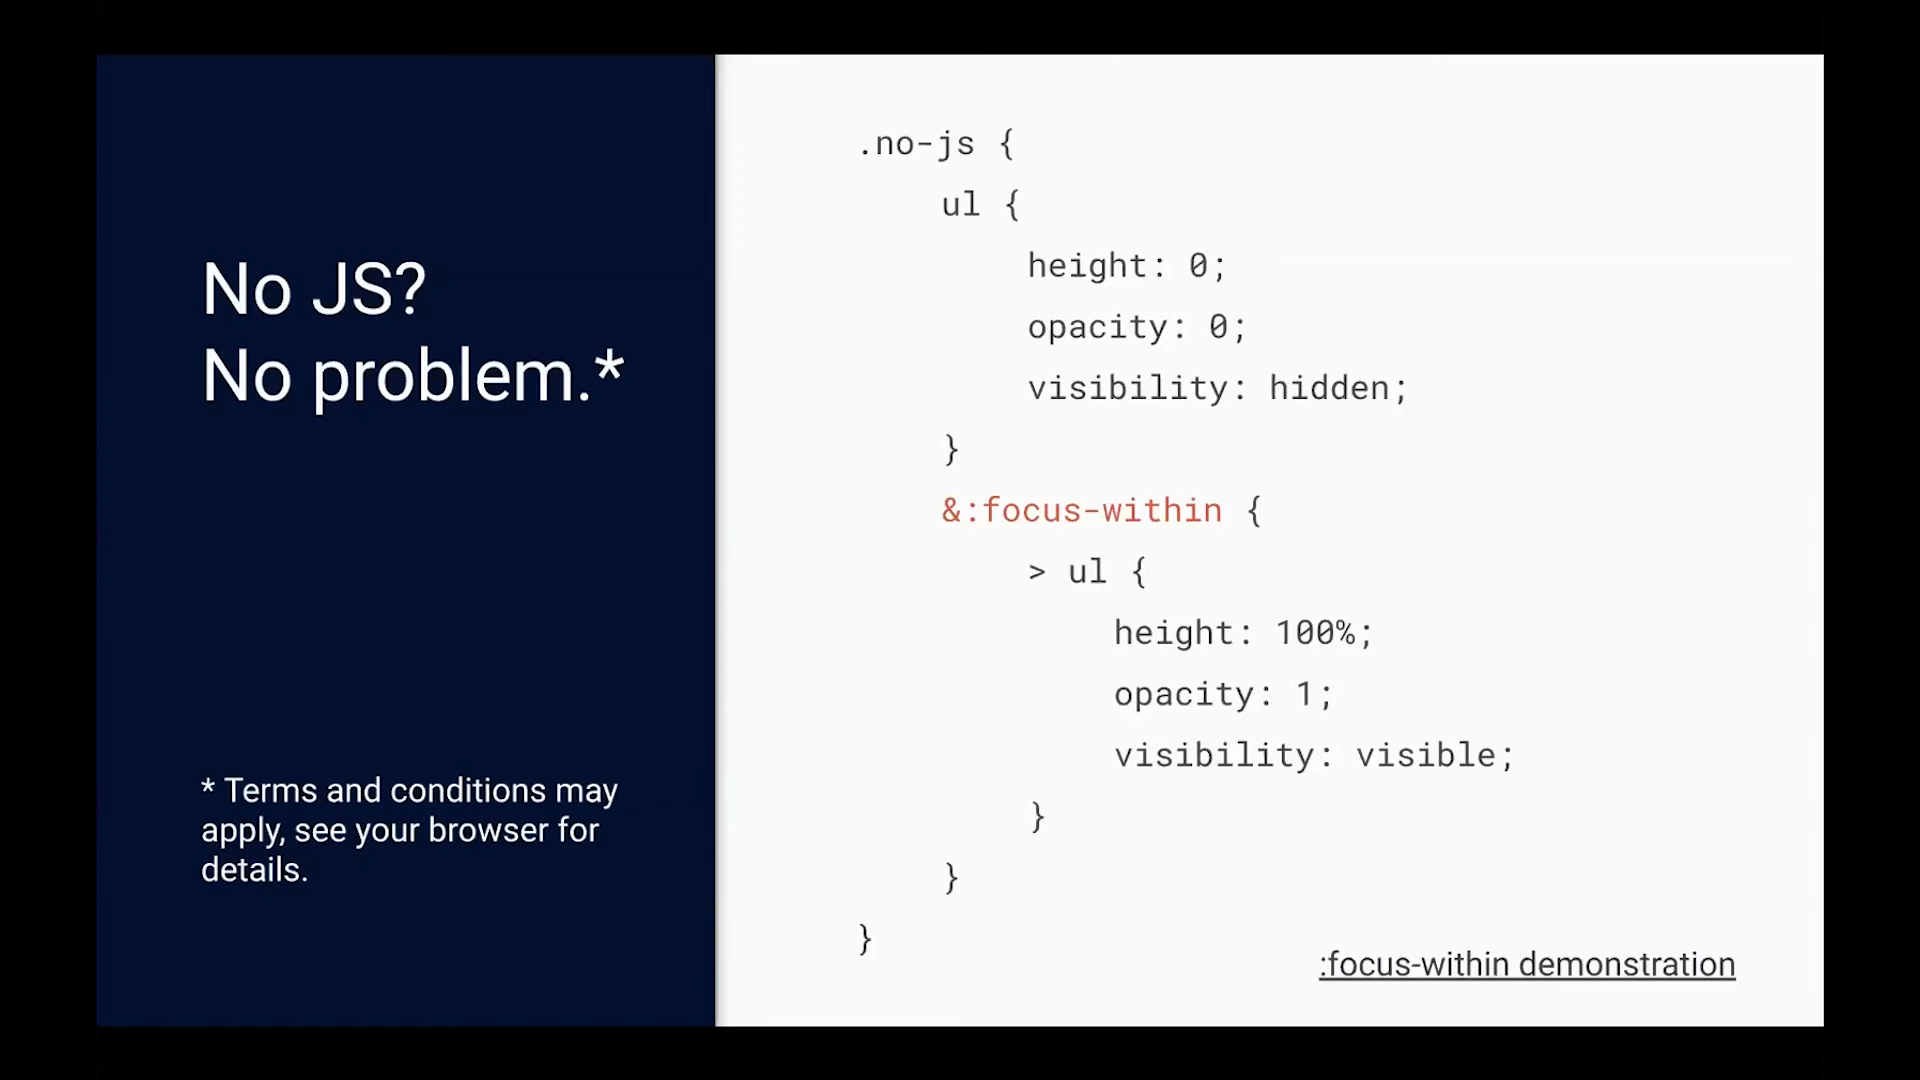 No JS?
No problem.*
* Terms and conditions may
apply, see your browser for
details.
.no-js {
ul {
height: 0;
opacity: 0;
visibility: hidden;
}
&:focus-within {
> ul {
height: 100%;
opacity: 1;
visibility: visible;
}
}
}
:focus-within demonstration